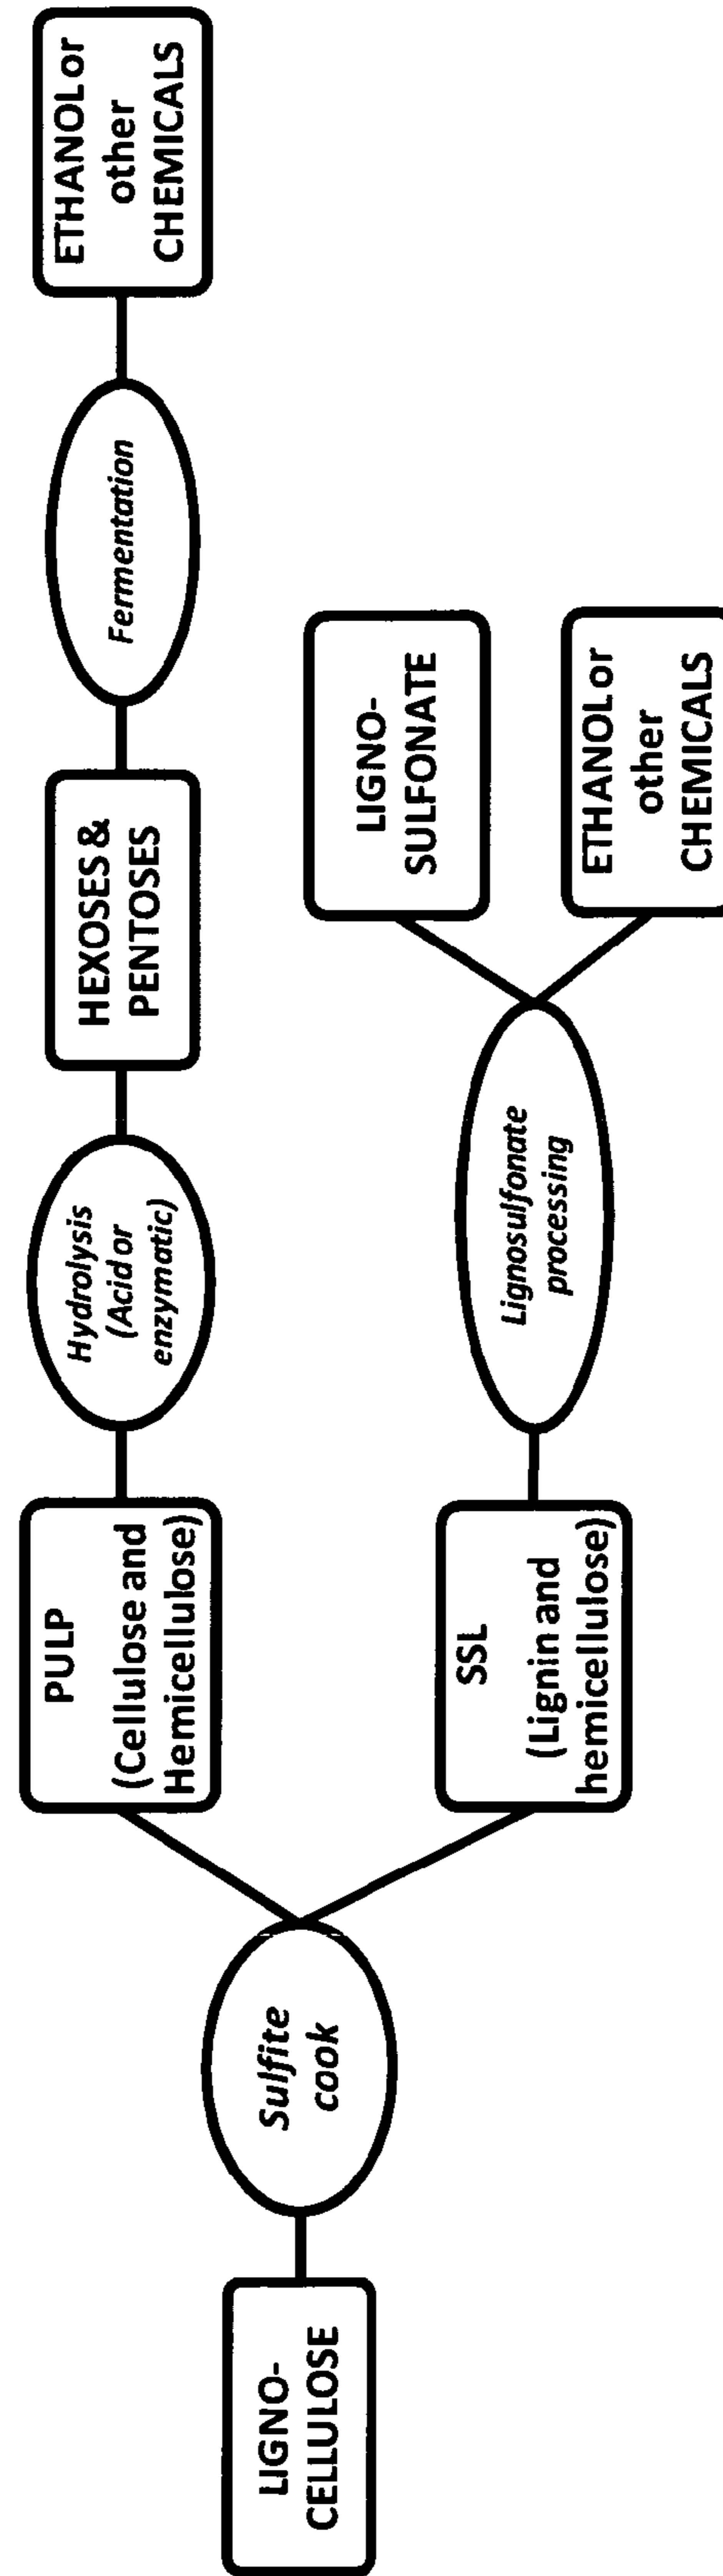 LIGNO-
CELLULOSE
Sulfite
cook
PULP
(Cellulose and
Hemicellulose)
Hydrolysis
(Acid or
enzymatic)
HEXOSES &
PENTOSES
Fermentation
ETHANOL or
other
CHEMICALS
SSL
(Lignin and
hemicellulose)
Lignosulfonate
processing
LIGNO-
SULFONATE
ETHANOL or
other
CHEMICALS